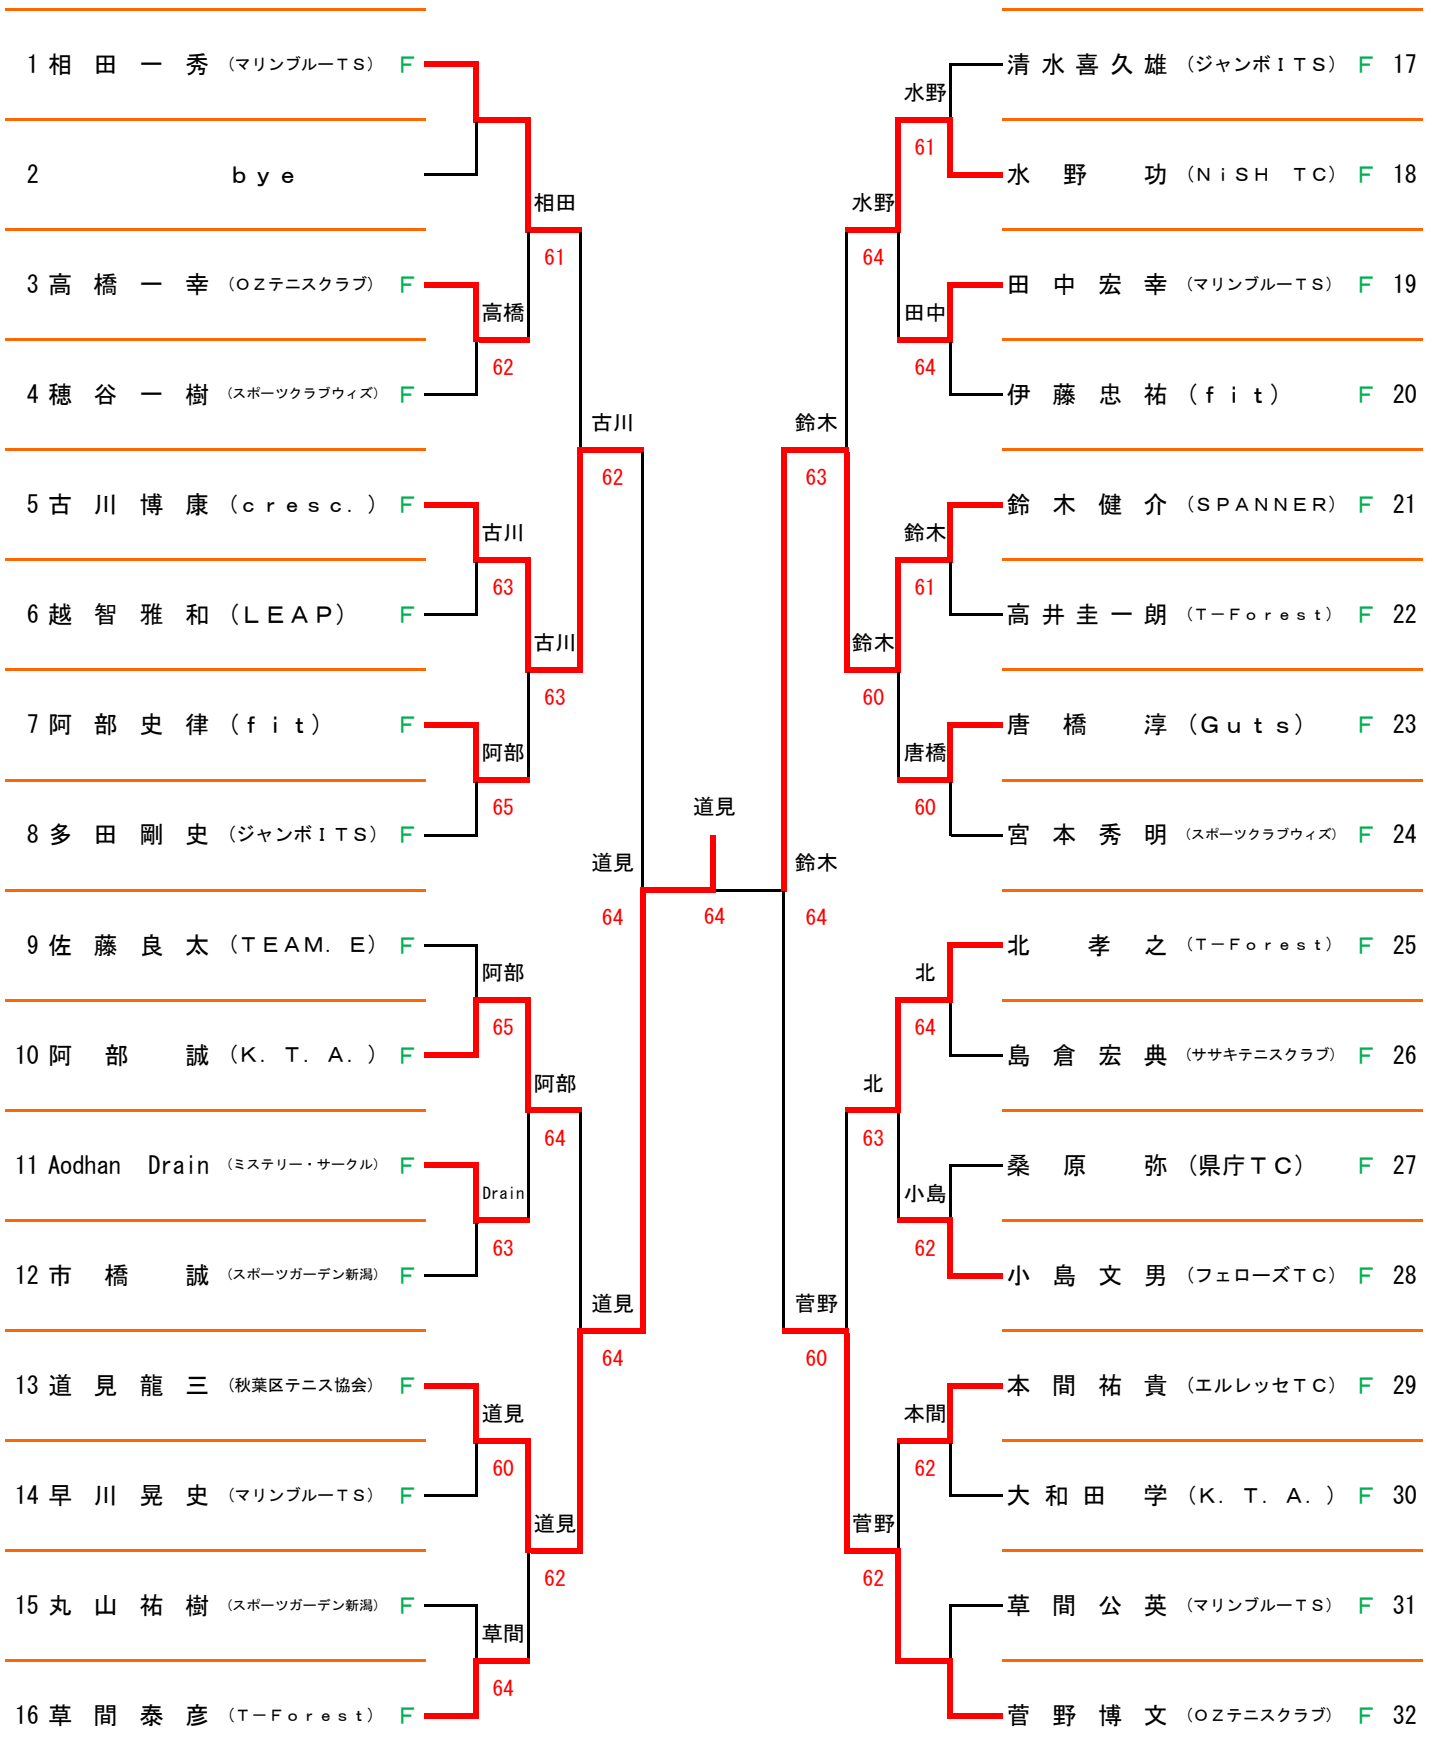 1 相田一秀 (マリンブルーTS) F
2 bye
3 高橋一幸 (OZテニスクラブ) F
4 穂谷一樹 (スポーツクラブウィズ) F
5 古川博康 (cresc.) F
6 越智雅和 (LEAP) F
7 阿部史律 (fit) F
8 多田剛史 (ジャンボITS) F
9 佐藤良太 (TEAM. E) F
10 阿部誠 (K. T. A.) F
11 Aodhan Drain (ミステリー・サークル) F
12 市橋誠 (スポーツガーデン新潟) F
13 道見龍三 (秋葉区テニス協会) F
14 早川晃史 (マリンブルーTS) F
15 丸山祐樹 (スポーツガーデン新潟) F
16 草間泰彦 (T−Forest) F
高橋
62
古川
63
阿部
65
阿部
65
Drain
63
道見
60
草間
64
相田
61
古川
63
阿部
64
道見
62
古川
62
道見
64
道見
64
道見
64
鈴木
64
鈴木
63
菅野
60
水野
64
鈴木
60
北
63
菅野
62
水野
61
田中
64
鈴木
61
唐橋
60
北
64
小島
62
本間
62
清水喜久雄 (ジャンボITS) F 17
水野功 (NiSH TC) F 18
田中宏幸 (マリンブルーTS) F 19
伊藤忠祐 (fit) F 20
鈴木健介 (SPANNER) F 21
高井圭一朗 (T−Forest) F 22
唐橋淳 (Guts) F 23
宮本秀明 (スポーツクラブウィズ) F 24
北孝之 (T−Forest) F 25
島倉宏典 (ササキテニスクラブ) F 26
桑原弥 (県庁TC) F 27
小島文男 (フェローズTC) F 28
本間祐貴 (エルレッセTC) F 29
大和田学 (K. T. A.) F 30
草間公英 (マリンブルーTS) F 31
菅野博文 (OZテニスクラブ) F 32